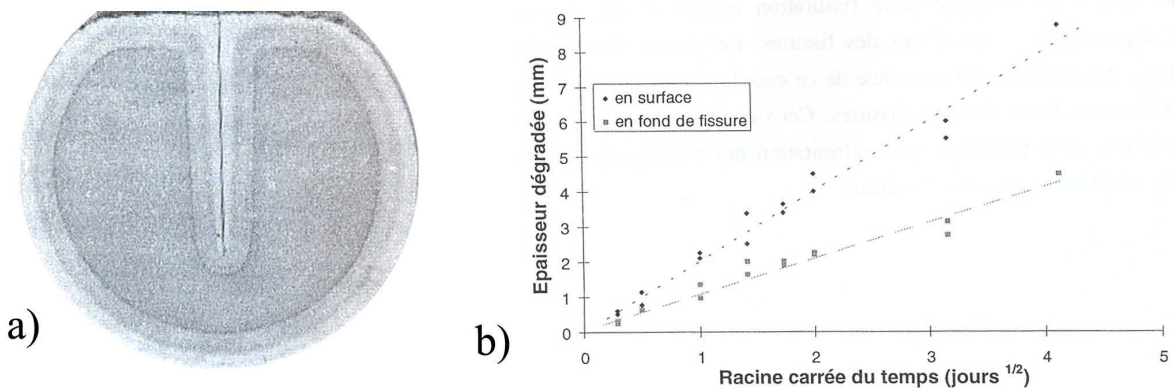 a)
b)
Epaisseur dégradée (mm)
9
8
7
6
5
4
3
2
1
0
en surface
en fond de fissure
0 1 2 3 4 5
Racine carrée du temps (jours 1/2)